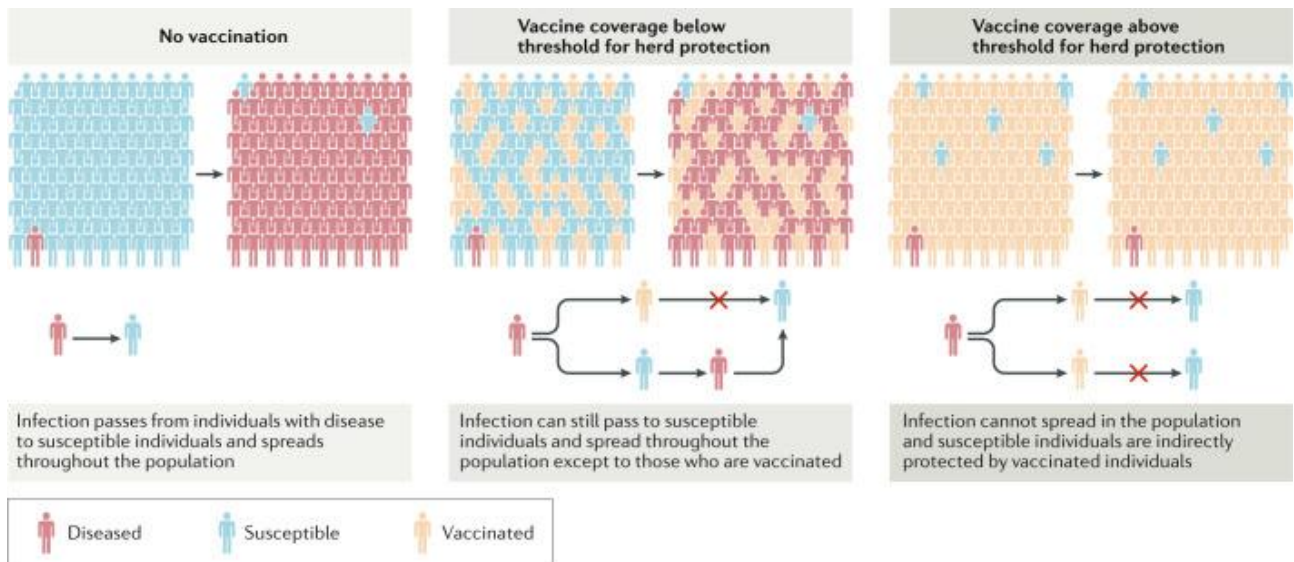 No vaccination
Vaccine coverage below
threshold for herd protection
Vaccine coverage above
threshold for herd protection
Infection passes from individuals with disease
to susceptible individuals and spreads
throughout the population
Infection can still pass to susceptible
individuals and spread throughout the
population except to those who are vaccinated
Infection cannot spread in the population
and susceptible individuals are indirectly
protected by vaccinated individuals
Diseased
Susceptible
Vaccinated